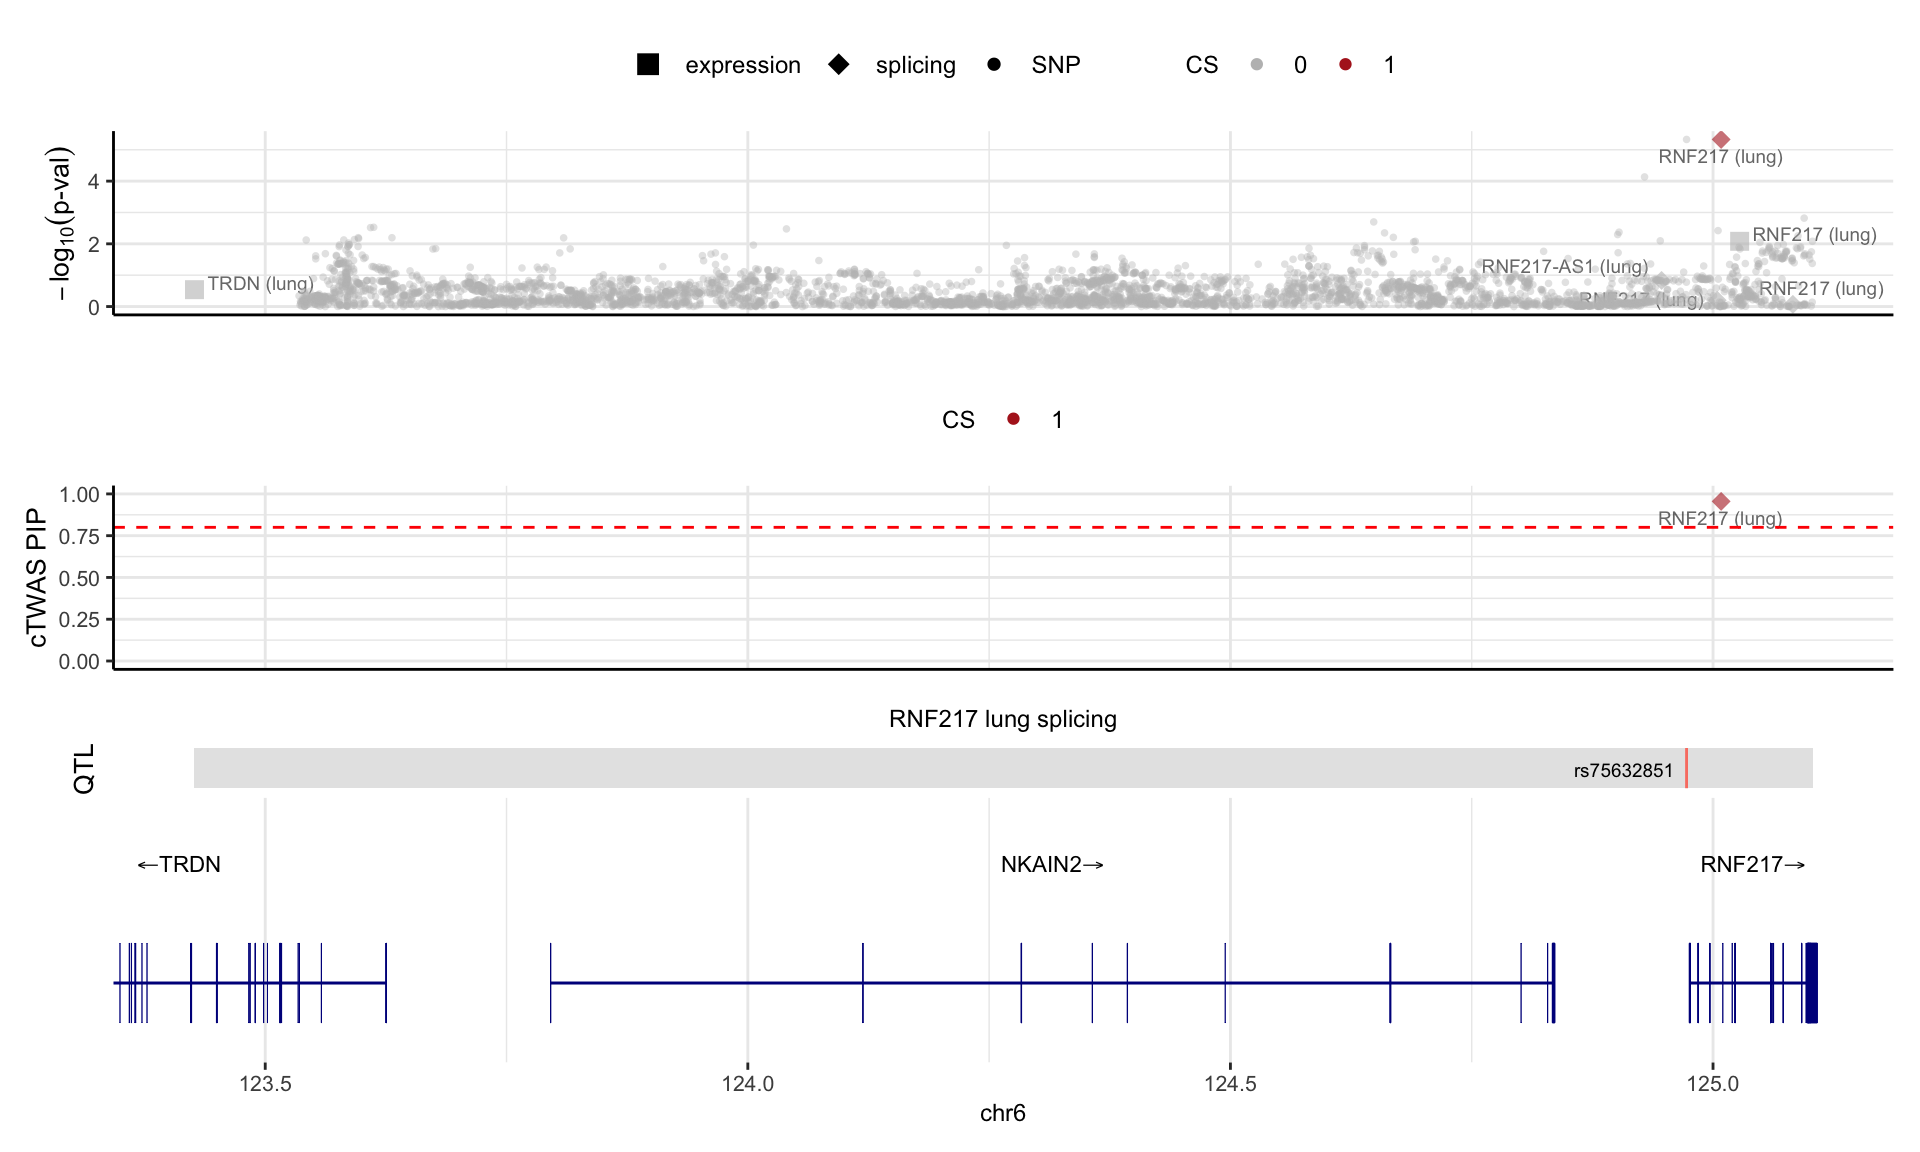 expression splicing SNP CS 0 1
−log10(p-val)
4
2
0
RNF217 (lung)
RNF217 (lung)
RNF217-AS1 (lung)
TRDN (lung)
RNF217 (lung)
RNF217 (lung)
CS 1
cTWAS PIP
1.00
0.75
0.50
0.25
0.00
RNF217 (lung)
RNF217 lung splicing
QTL
rs75632851
←TRDN
NKAIN2→
RNF217→
123.5 124.0 124.5 125.0
chr6